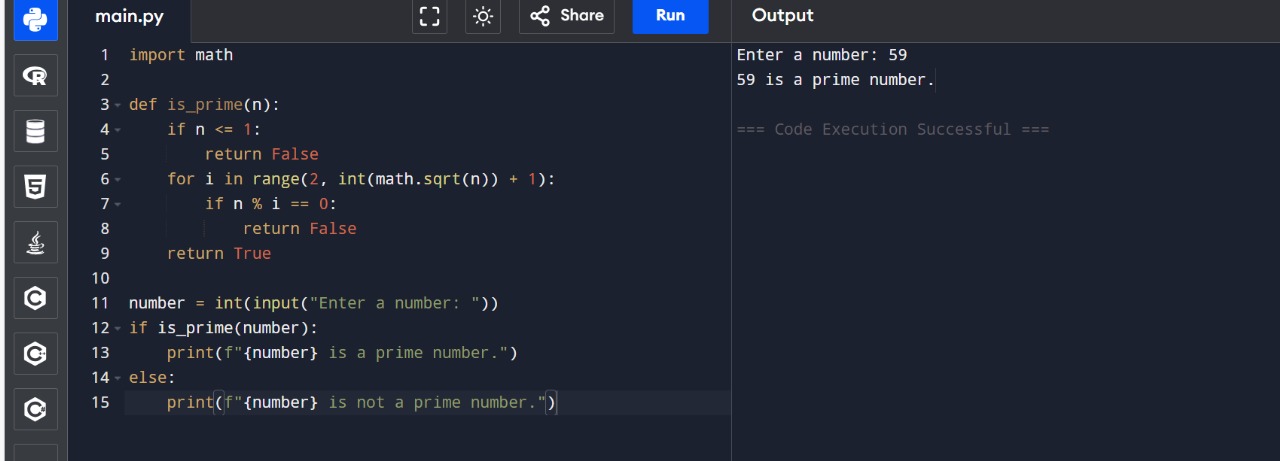 main.py
Share
Run
Output
1 import math
2
3 def is_prime(n):
4     if n <= 1:
5         return False
6     for i in range(2, int(math.sqrt(n)) + 1):
7         if n % i == 0:
8             return False
9     return True
10
11 number = int(input("Enter a number: "))
12 if is_prime(number):
13     print(f"{number} is a prime number.")
14 else:
15     print(f"{number} is not a prime number.")
Enter a number: 59
59 is a prime number.
=== Code Execution Successful ===